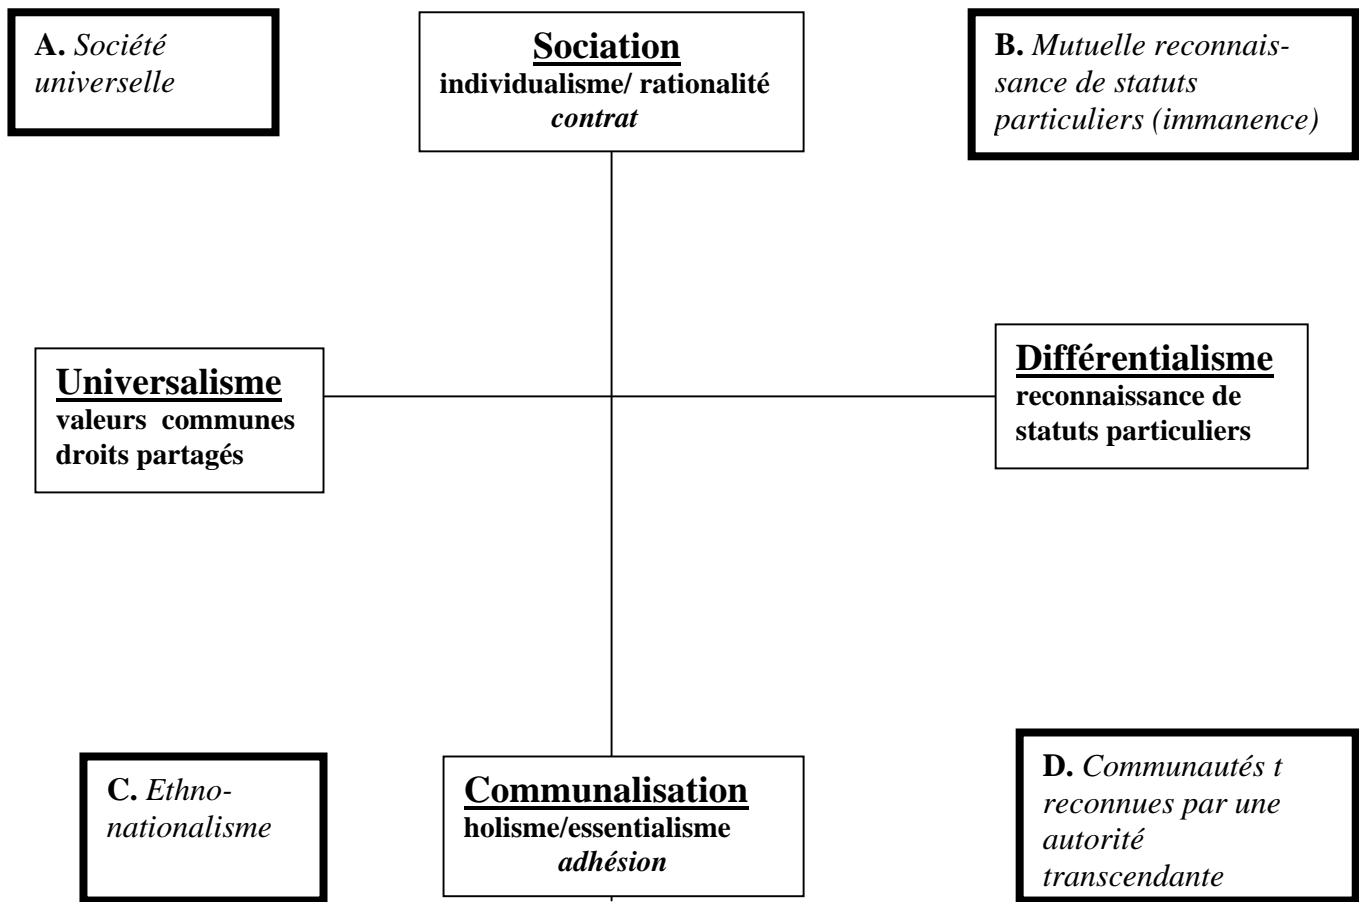 A. Société
universelle
Sociation
individualisme/ rationalité
contrat
B. Mutuelle reconnais-
sance de statuts
particuliers (immanence)
Universalisme
valeurs communes
droits partagés
Différentialisme
reconnaissance de
statuts particuliers
C. Ethno-
nationalisme
Communalisation
holisme/essentialisme
adhésion
D. Communautés t
reconnues par une
autorité
transcendante